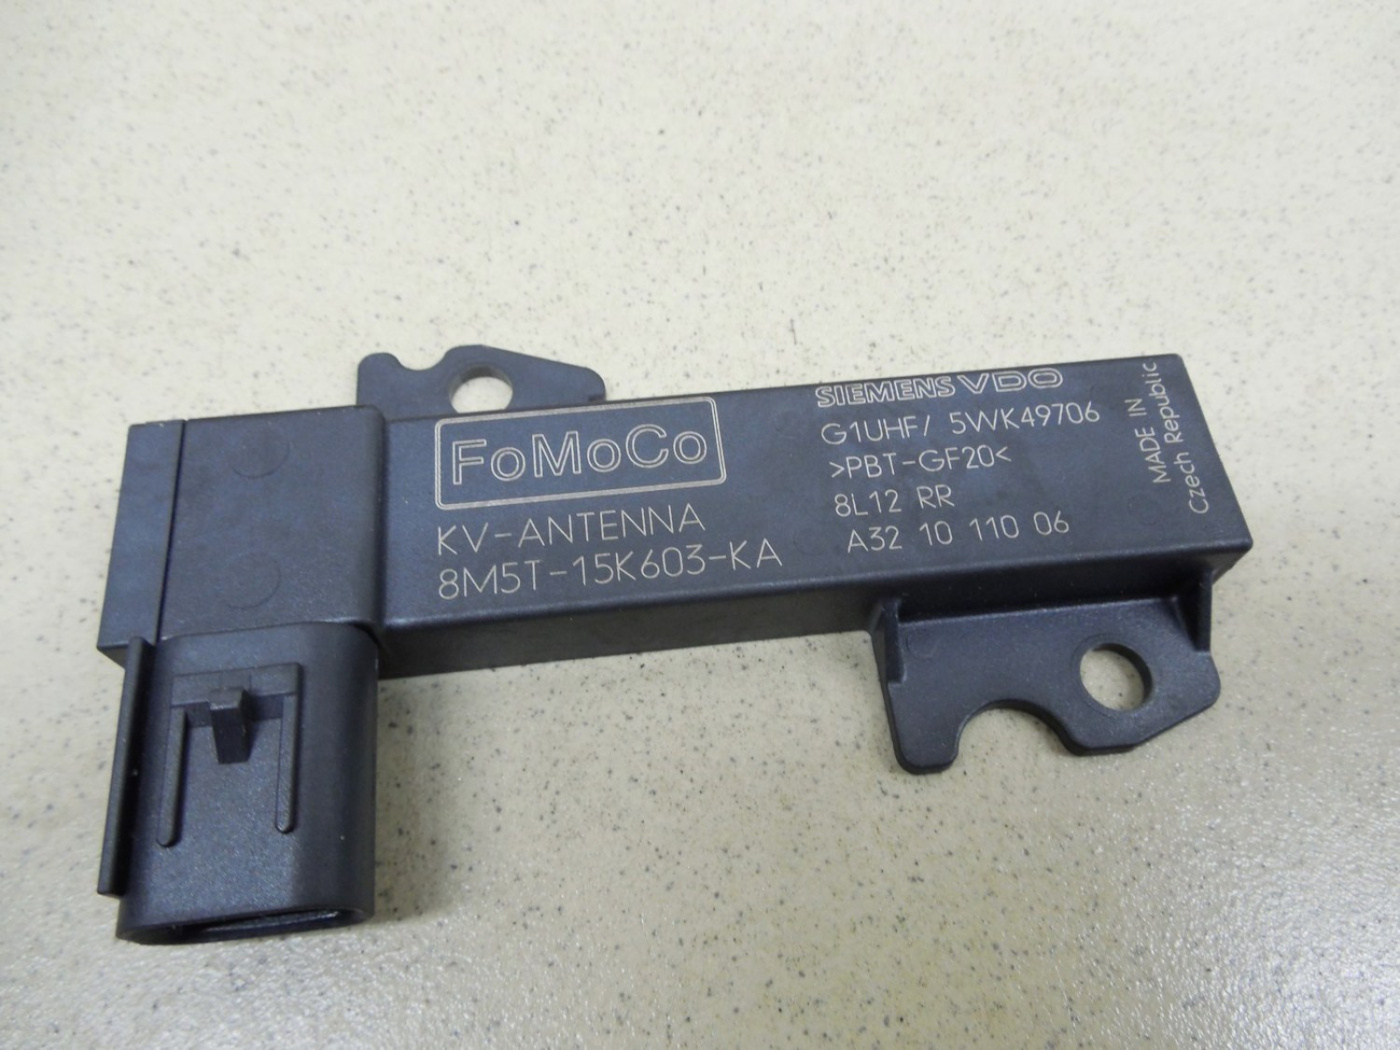 FoMoCo
KV-ANTENNA
8M5T-15K603-KA
SIEMENS VDO
G1UHF/ 5WK49706
>PBT-GF20<
8L12 RR
A32 10 110 06
MADE IN
Czech Republic